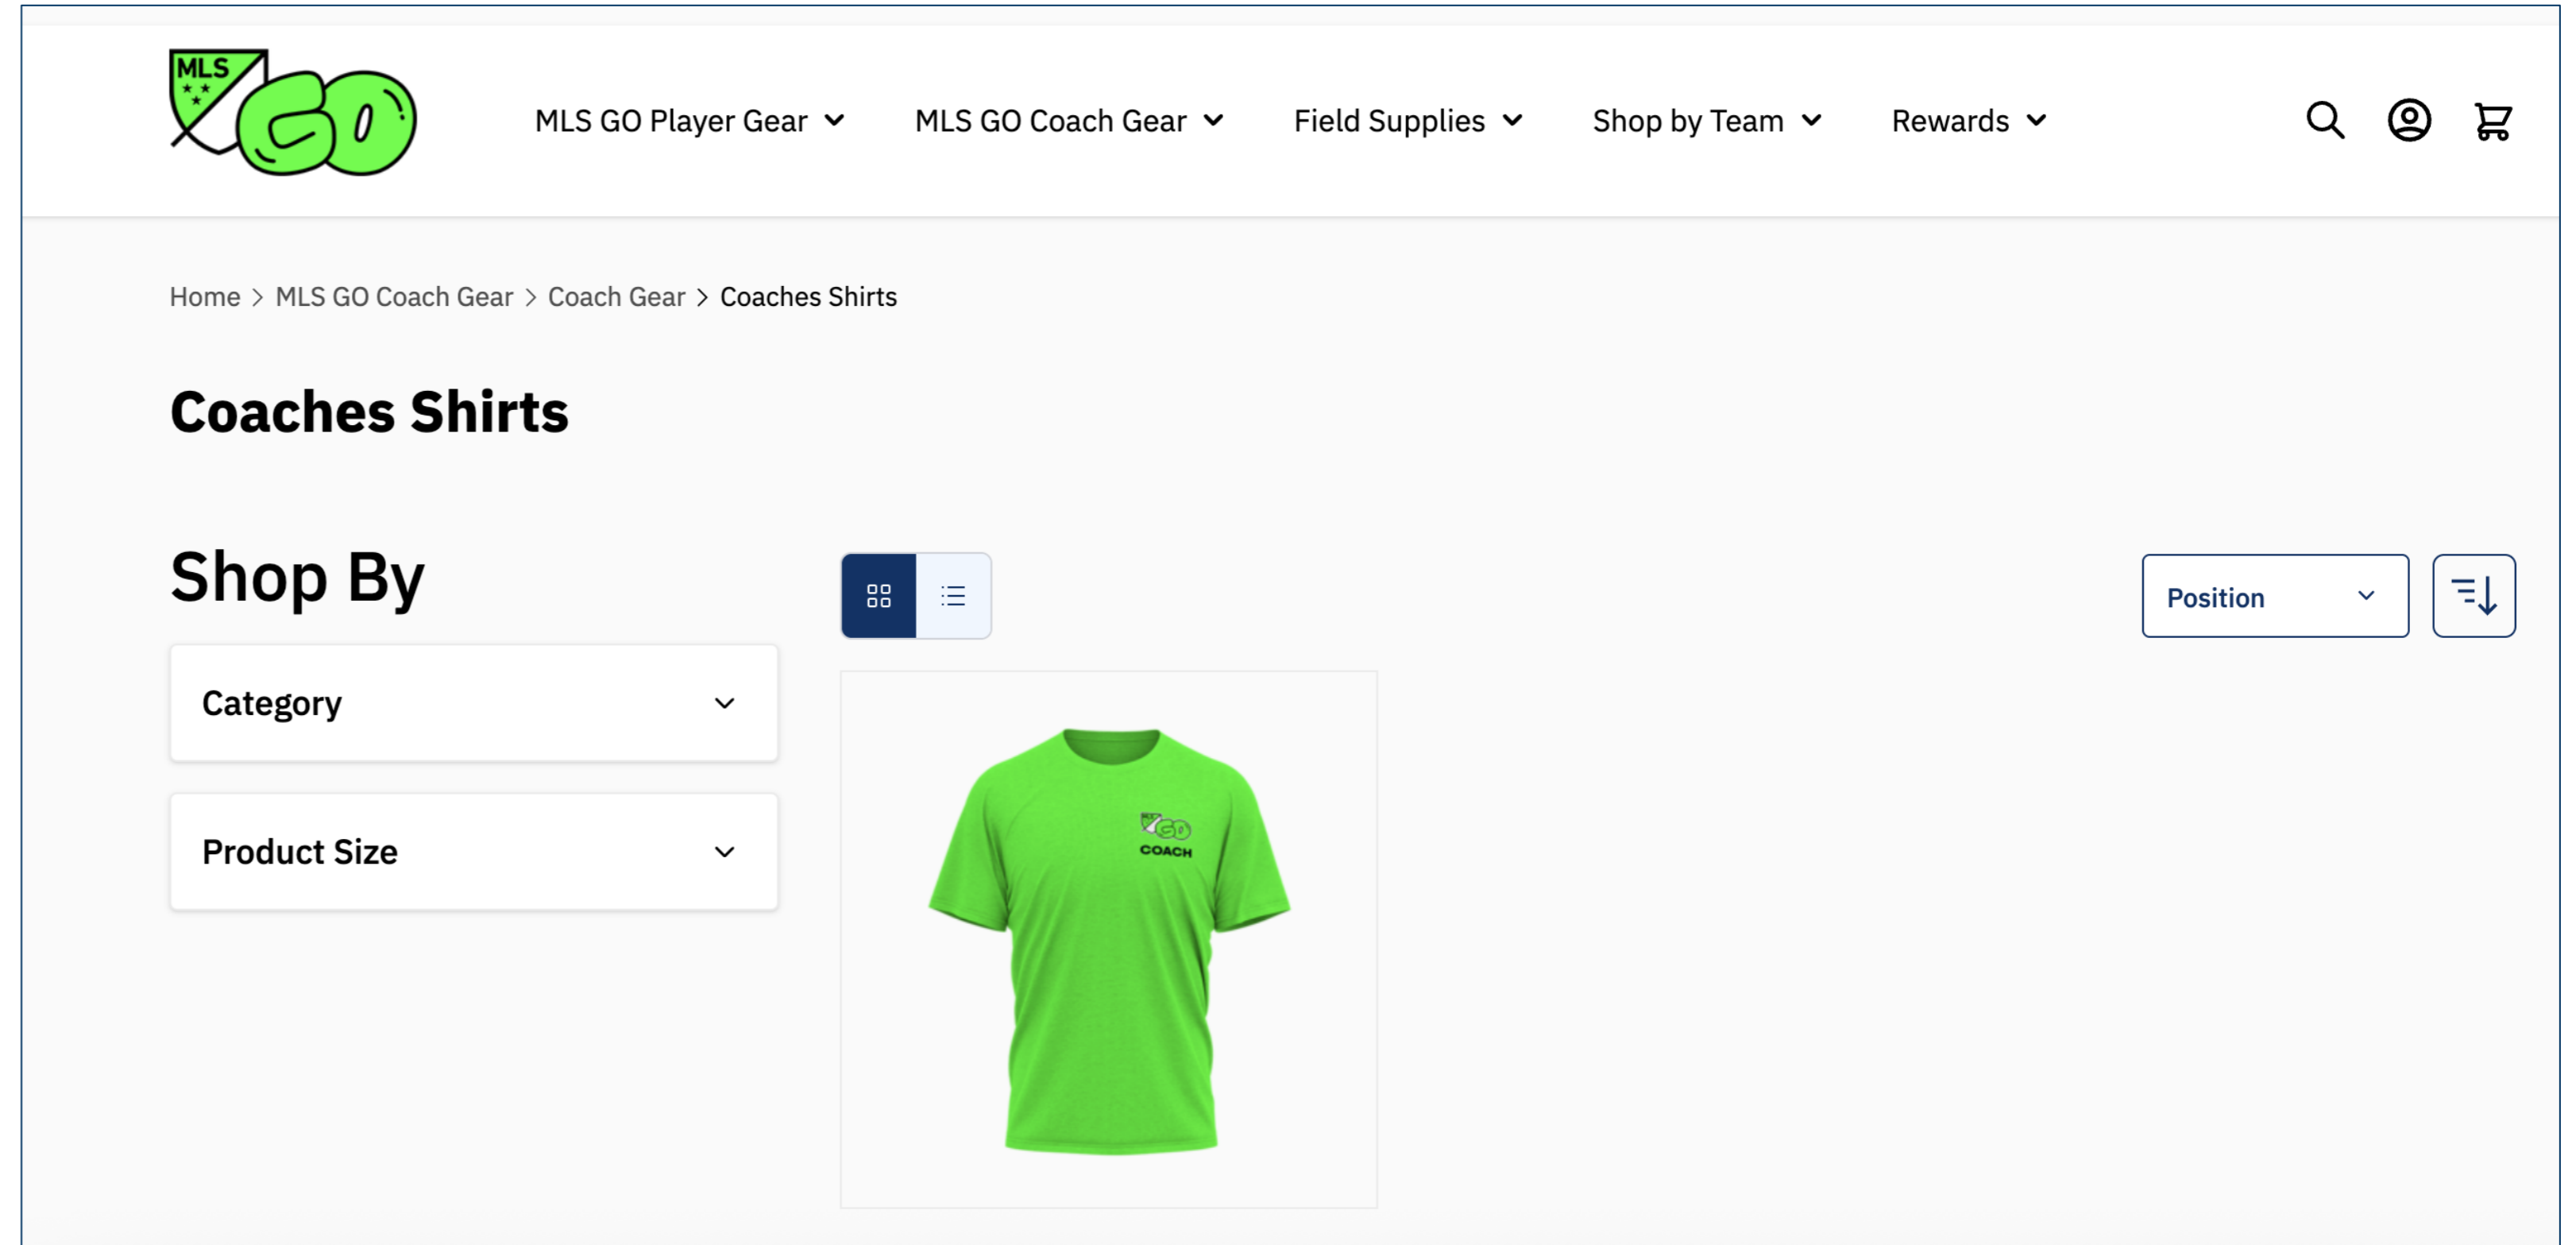 MLS
GO
MLS GO Player Gear
MLS GO Coach Gear
Field Supplies
Shop by Team
Rewards
Home > MLS GO Coach Gear > Coach Gear > Coaches Shirts
Coaches Shirts
Shop By
Position
Category
Product Size
GO
COACH